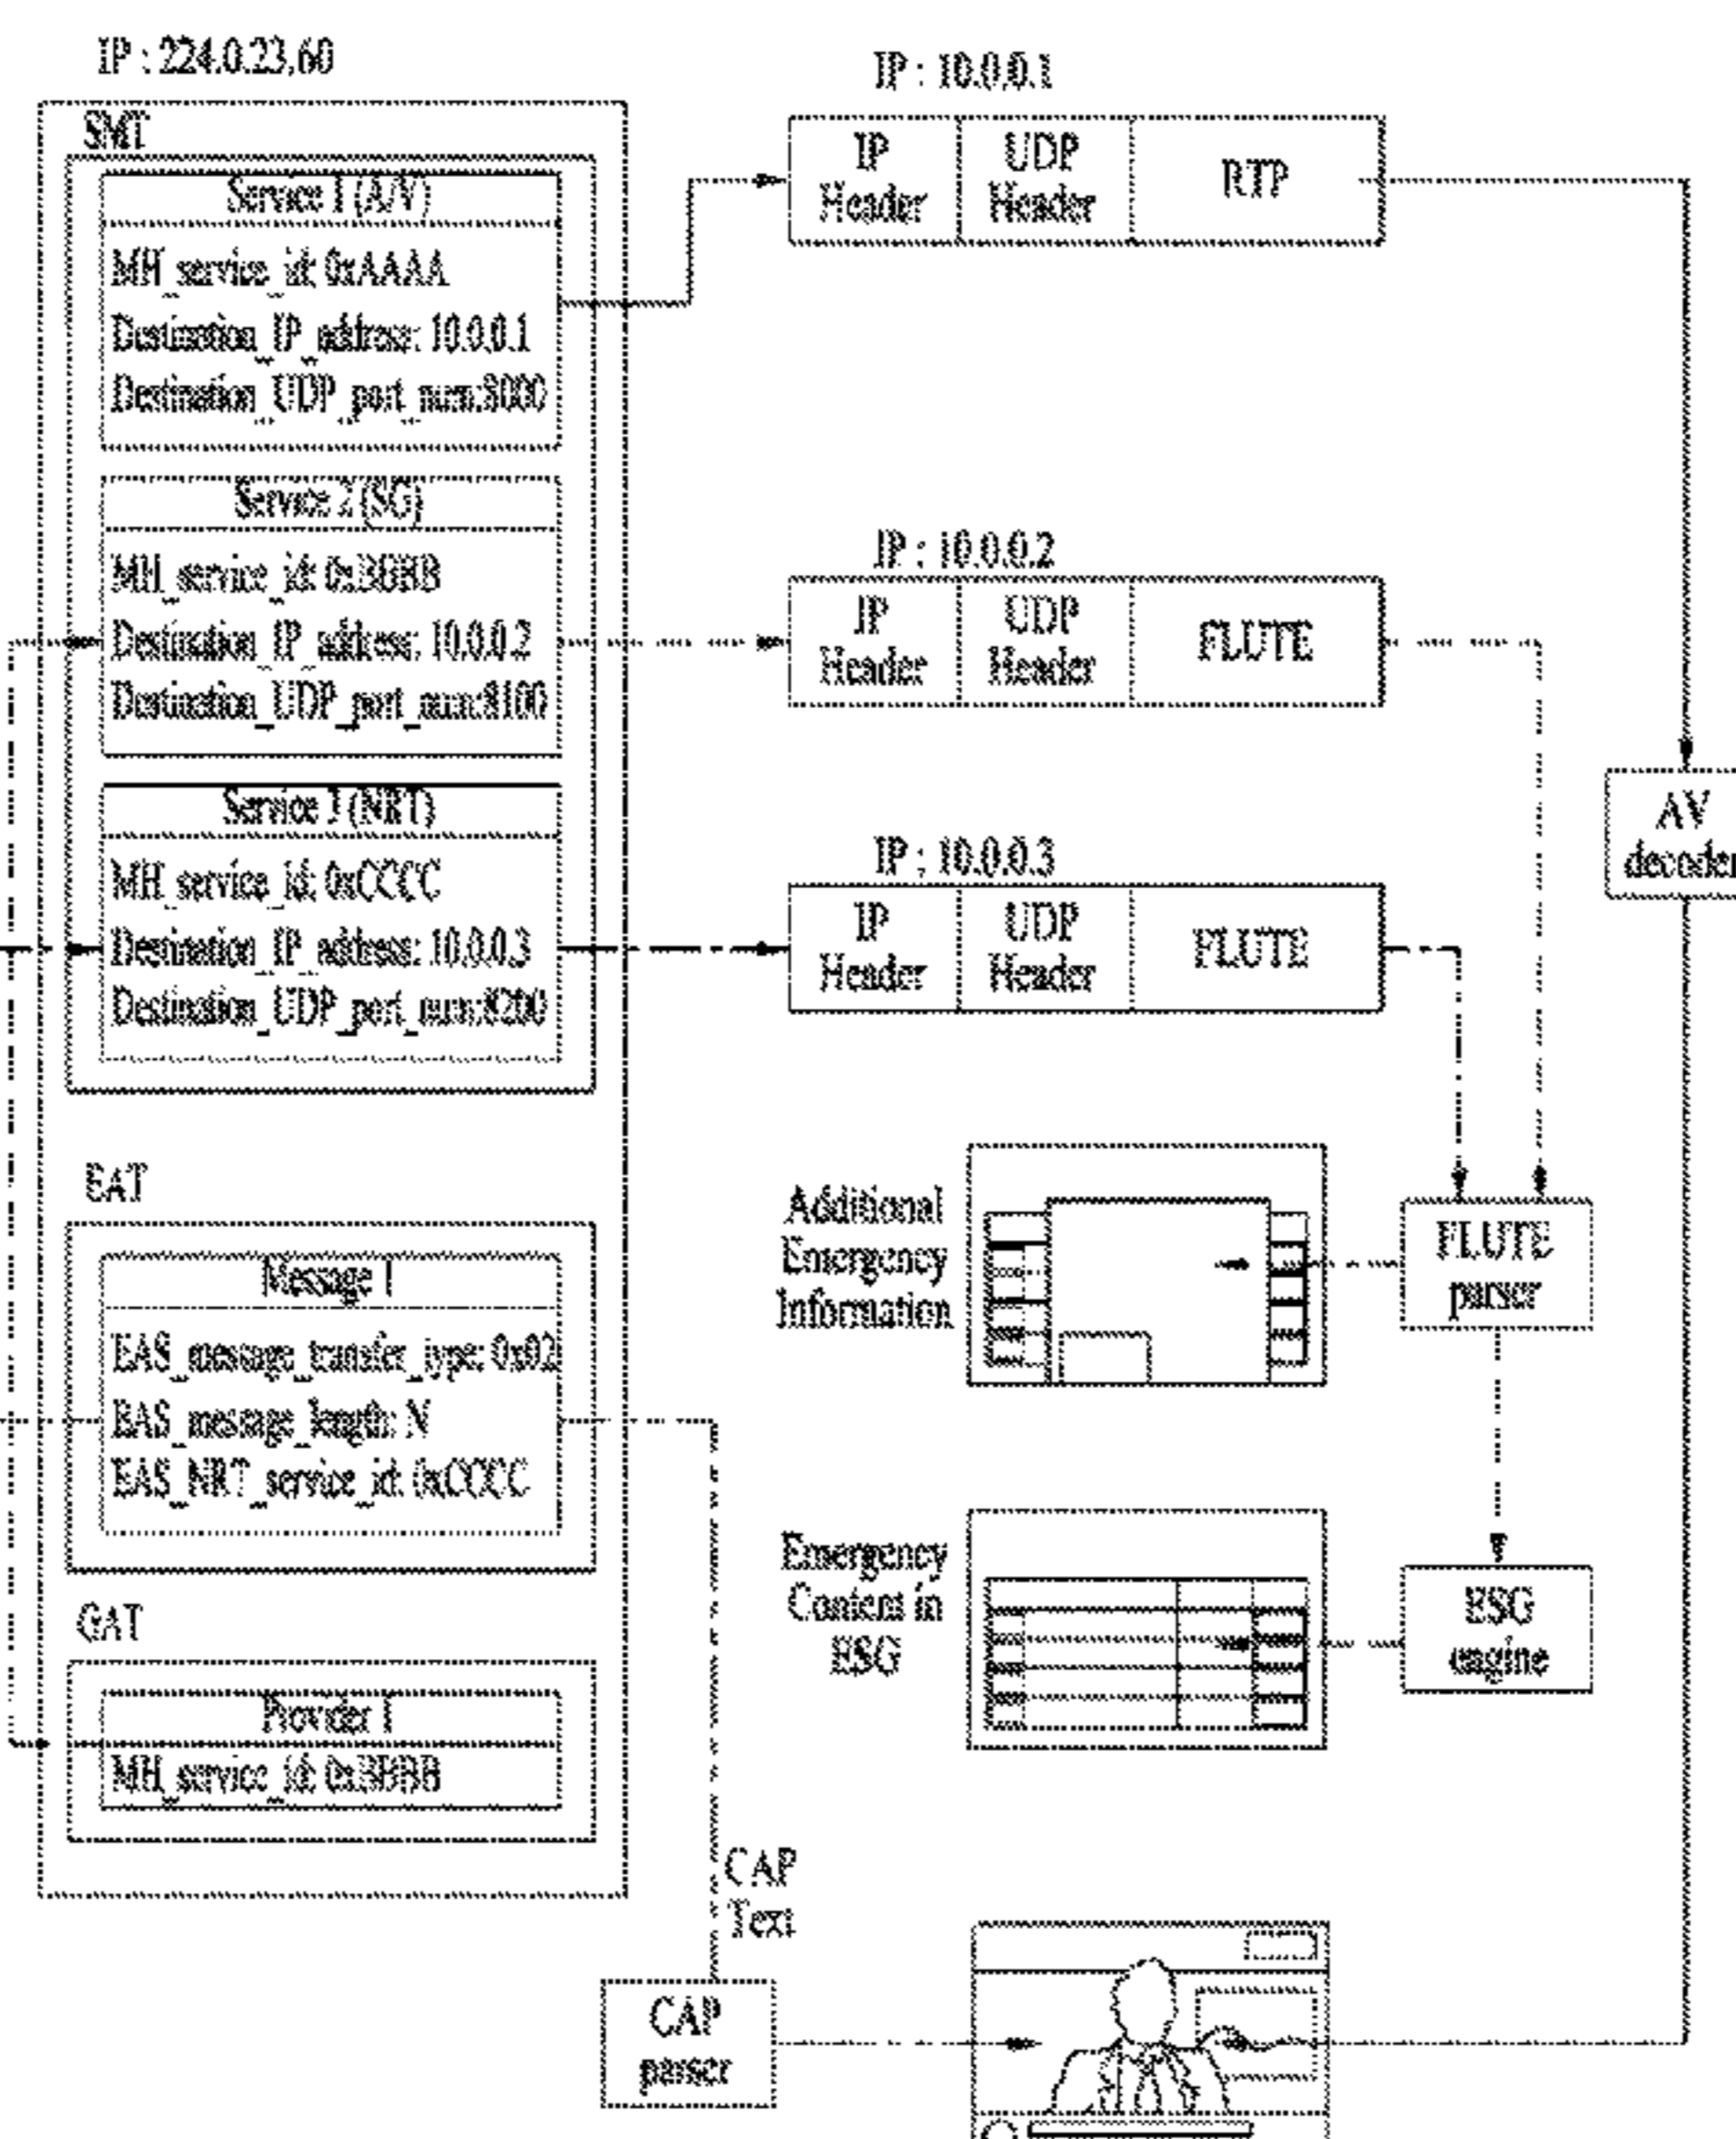 IP : 224.0.23.60
SMT
Service 1 (A/V)
MH_service_id: 0xAAAA
Destination_IP_address: 10.0.0.1
Destination_UDP_port_num:8000
Service 2 (SG)
MH_service_id: 0xBBBB
Destination_IP_address: 10.0.0.2
Destination_UDP_port_num:8100
Service 3 (NRT)
MH_service_id: 0xCCCC
Destination_IP_address: 10.0.0.3
Destination_UDP_port_num:8200
EAT
Message 1
EAS_message_transfer_type: 0x02
EAS_message_length: N
EAS_NRT_service_id: 0xCCCC
GAT
Provider 1
MH_service_id: 0xBBBB
IP : 10.0.0.1
IP
Header
UDP
Header
RTP
IP : 10.0.0.2
IP
Header
UDP
Header
FLUTE
IP : 10.0.0.3
IP
Header
UDP
Header
FLUTE
AV
decoder
Additional
Emergency
Information
FLUTE
parser
Emergency
Content in
ESG
ESG
engine
CAP
Text
CAP
parser